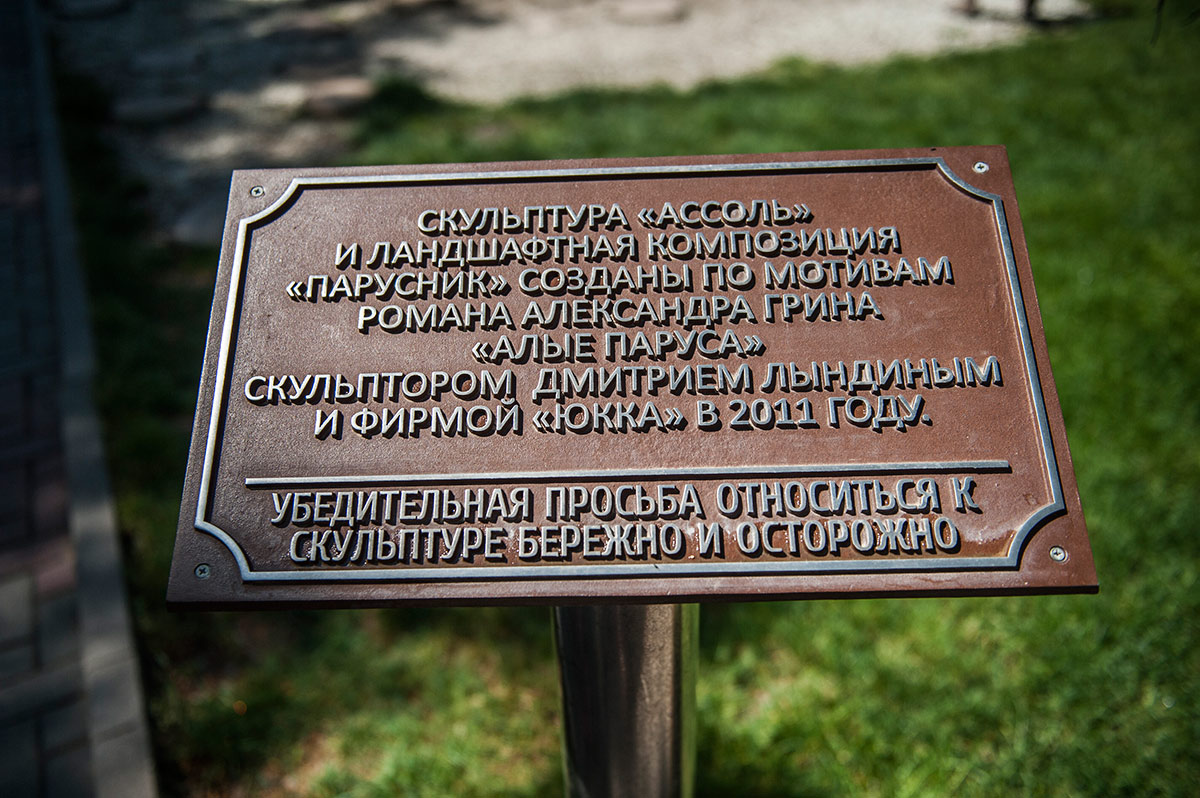 СКУЛЬПТУРА «АССОЛЬ»
И ЛАНДШАФТНАЯ КОМПОЗИЦИЯ
«ПАРУСНИК» СОЗДАНЫ ПО МОТИВАМ
РОМАНА АЛЕКСАНДРА ГРИНА
«АЛЫЕ ПАРУСА»
СКУЛЬПТОРОМ ДМИТРИЕМ ЛЫНДИНЫМ
И ФИРМОЙ «ЮККА» В 2011 ГОДУ.
УБЕДИТЕЛЬНАЯ ПРОСЬБА ОТНОСИТЬСЯ К
СКУЛЬПТУРЕ БЕРЕЖНО И ОСТОРОЖНО